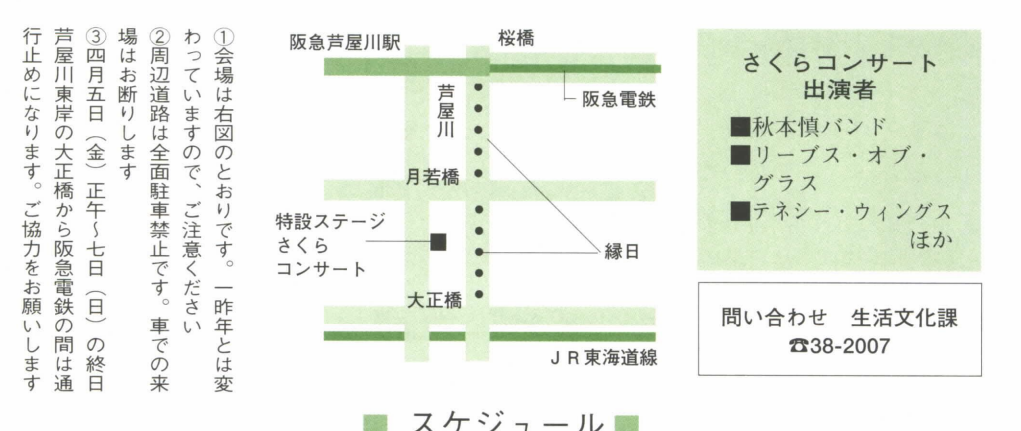 さくらコンサート
出演者
■秋本慎バンド
■リーブス・オブ・
グラス
■テネシー・ウィングス
ほか
問い合わせ　生活文化課
☎38-2007
阪急芦屋川駅
桜橋
阪急電鉄
芦屋川
月若橋
特設ステージ
さくら
コンサート
縁日
大正橋
ＪＲ東海道線
①会場は右図のとおりです。一昨年とは変
わっていますので、ご注意ください
②周辺道路は全面駐車禁止です。車での来
場はお断りします
③四月五日（金）正午〜七日（日）の終日
芦屋川東岸の大正橋から阪急電鉄の間は通
行止めになります。ご協力をお願いします
■ スケジュール ■